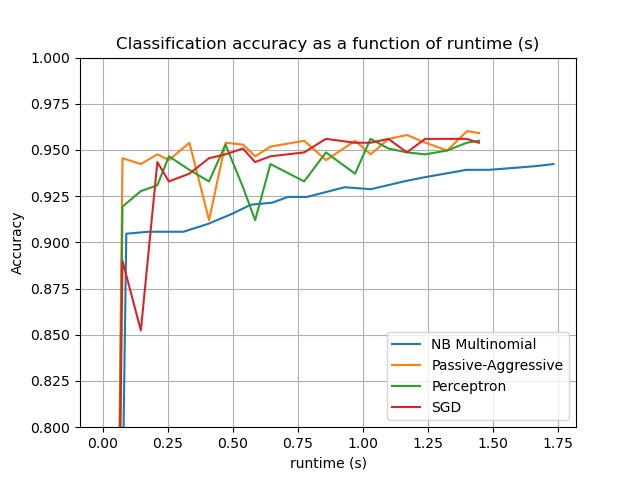 Classification accuracy as a function of runtime (s)
1.000
0.975
0.950
0.925
0.900
0.875
0.850
0.825
0.800
Accuracy
NB Multinomial
Passive-Aggressive
Perceptron
SGD
0.00 0.25 0.50 0.75 1.00 1.25 1.50 1.75
runtime (s)